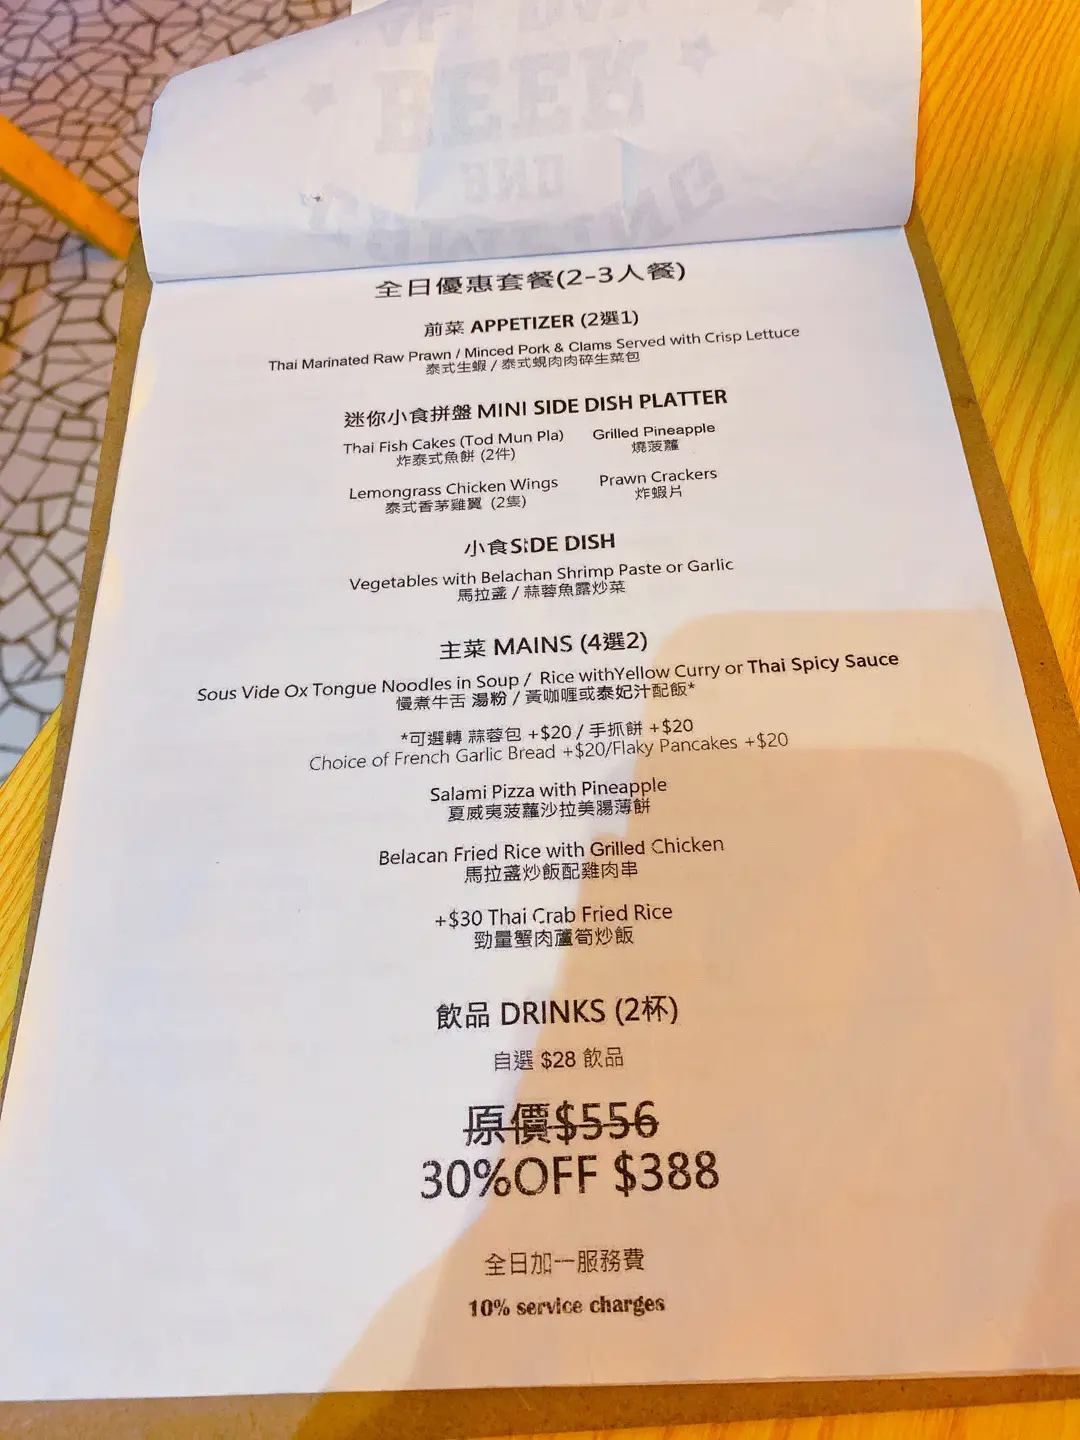 BEER
AND
全日優惠套餐(2-3人餐)
前菜 APPETIZER (2選1)
Thai Marinated Raw Prawn / Minced Pork & Clams Served with Crisp Lettuce
泰式生蝦 / 泰式蜆肉肉碎生菜包
迷你小食拼盤 MINI SIDE DISH PLATTER
Thai Fish Cakes (Tod Mun Pla)
炸泰式魚餅 (2件)
Grilled Pineapple
燒菠蘿
Lemongrass Chicken Wings
泰式香茅雞翼 (2隻)
Prawn Crackers
炸蝦片
小食SIDE DISH
Vegetables with Belachan Shrimp Paste or Garlic
馬拉盞 / 蒜蓉魚露炒菜
主菜 MAINS (4選2)
Sous Vide Ox Tongue Noodles in Soup / Rice withYellow Curry or Thai Spicy Sauce
慢煮牛舌 湯粉 / 黃咖喱或泰妃汁配飯*
*可選轉 蒜蓉包 +$20 / 手抓餅 +$20
Choice of French Garlic Bread +$20/Flaky Pancakes +$20
Salami Pizza with Pineapple
夏威夷菠蘿沙拉美腸薄餅
Belacan Fried Rice with Grilled Chicken
馬拉盞炒飯配雞肉串
+$30 Thai Crab Fried Rice
勁量蟹肉蘆筍炒飯
飲品 DRINKS (2杯)
自選 $28 飲品
原價$556
30%OFF $388
全日加一服務費
10% service charges